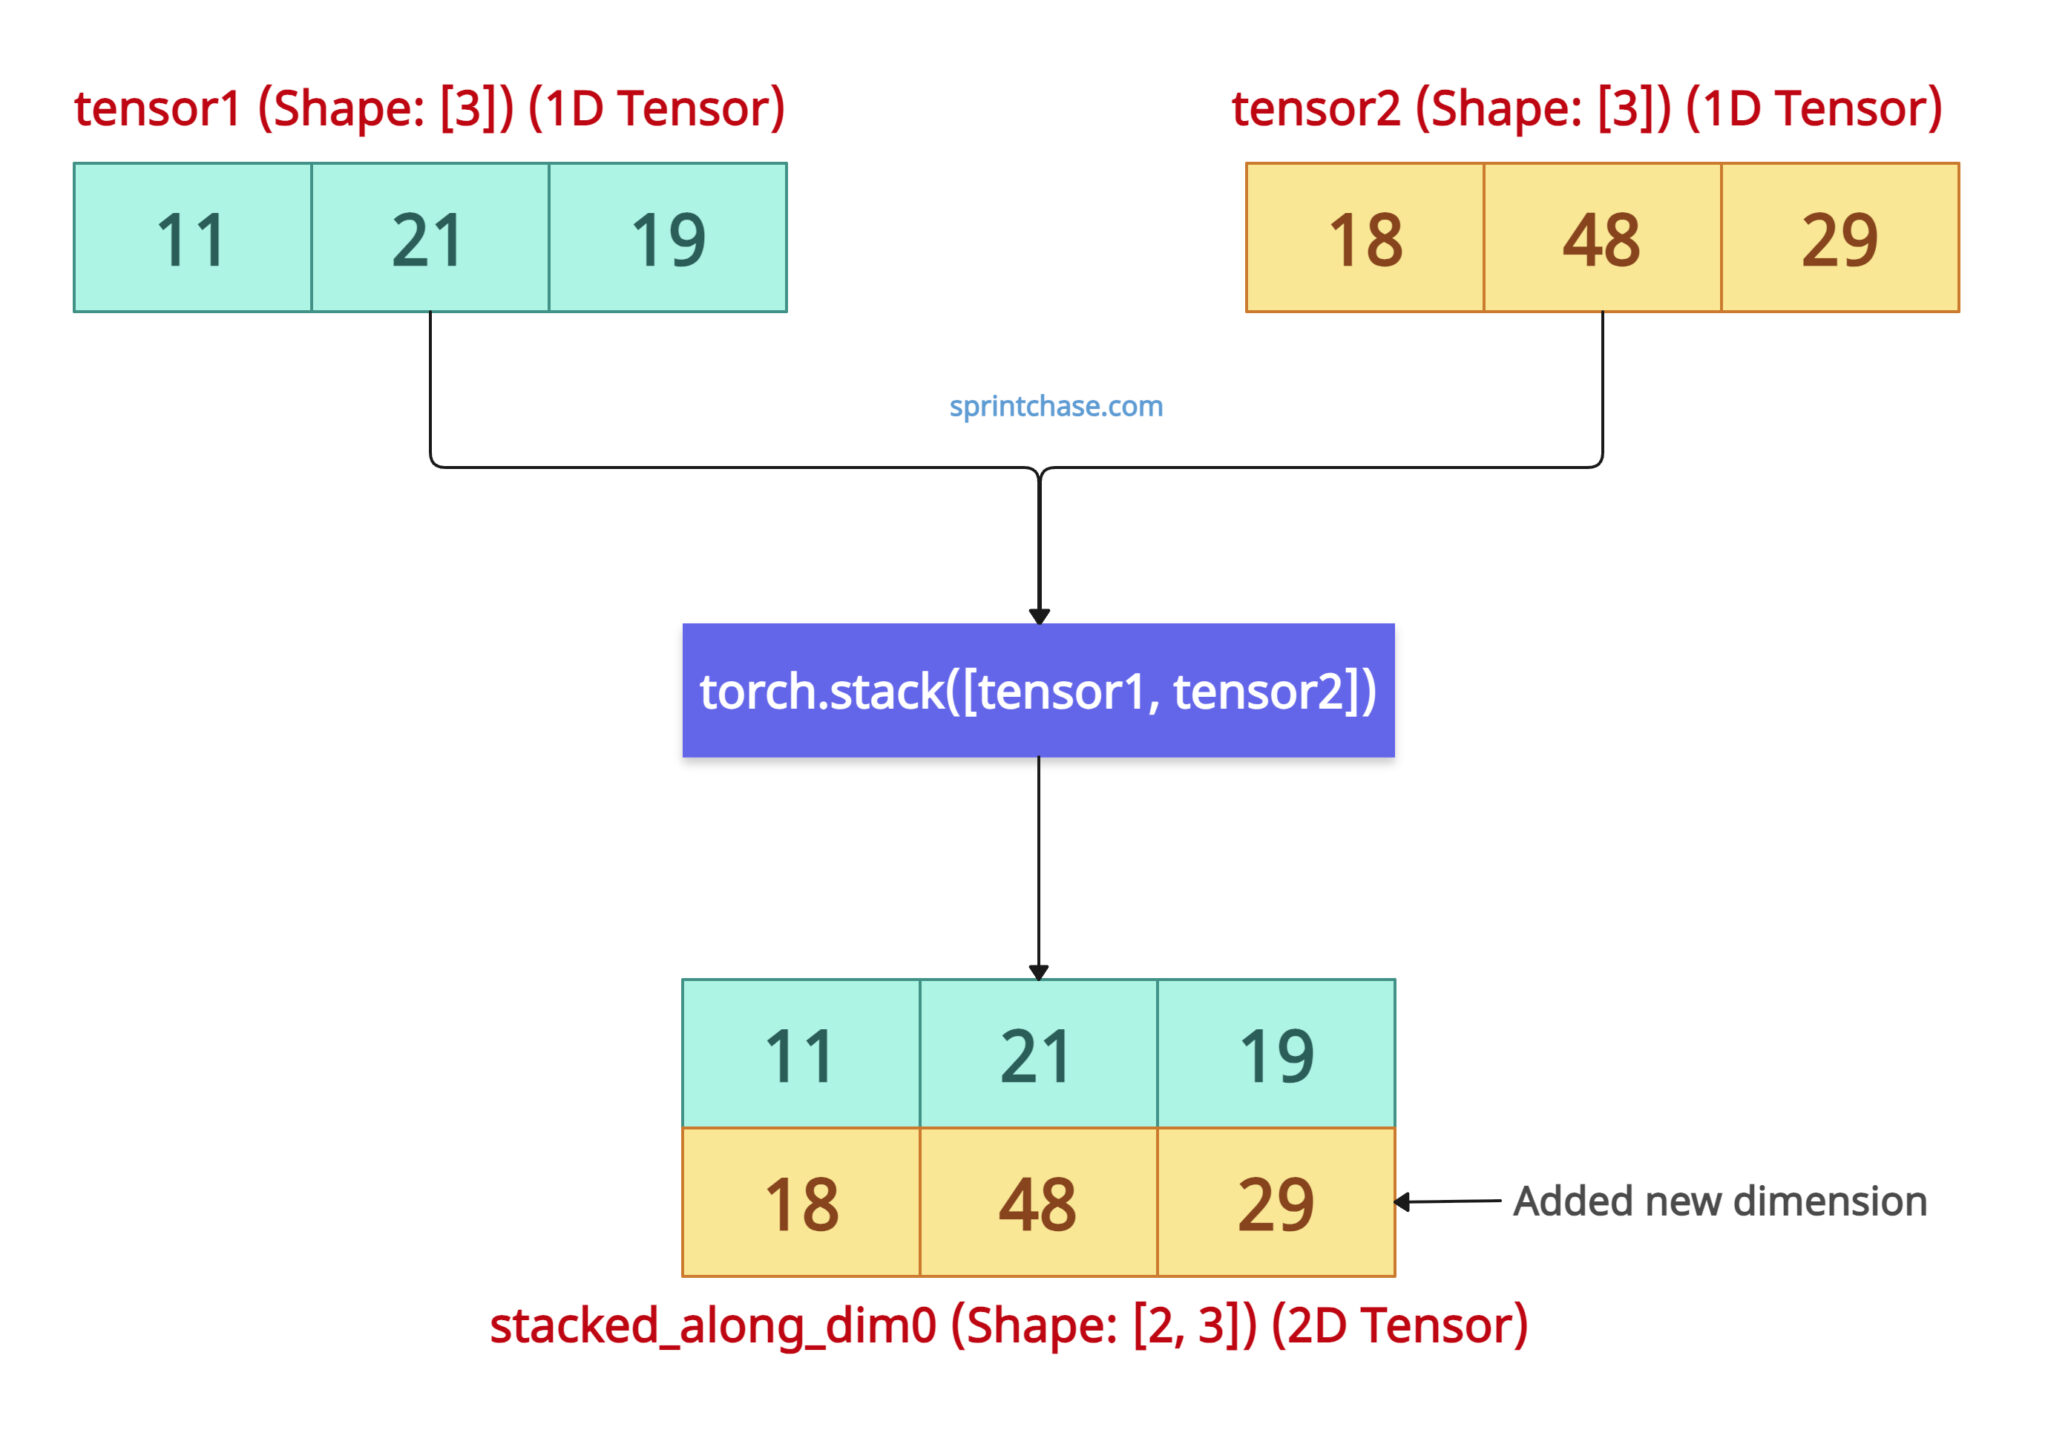 tensor1 (Shape: [3]) (1D Tensor)
tensor2 (Shape: [3]) (1D Tensor)
11 21 19
18 48 29
sprintchase.com
torch.stack([tensor1, tensor2])
11 21 19
18 48 29
Added new dimension
stacked_along_dim0 (Shape: [2, 3]) (2D Tensor)